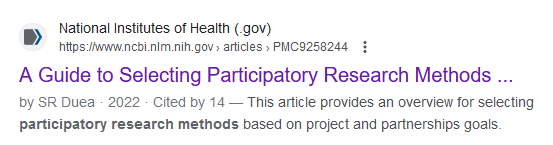 National Institutes of Health (.gov)
https://www.ncbi.nlm.nih.gov › articles › PMC9258244
A Guide to Selecting Participatory Research Methods ...
by SR Duea · 2022 · Cited by 14 — This article provides an overview for selecting
participatory research methods based on project and partnerships goals.